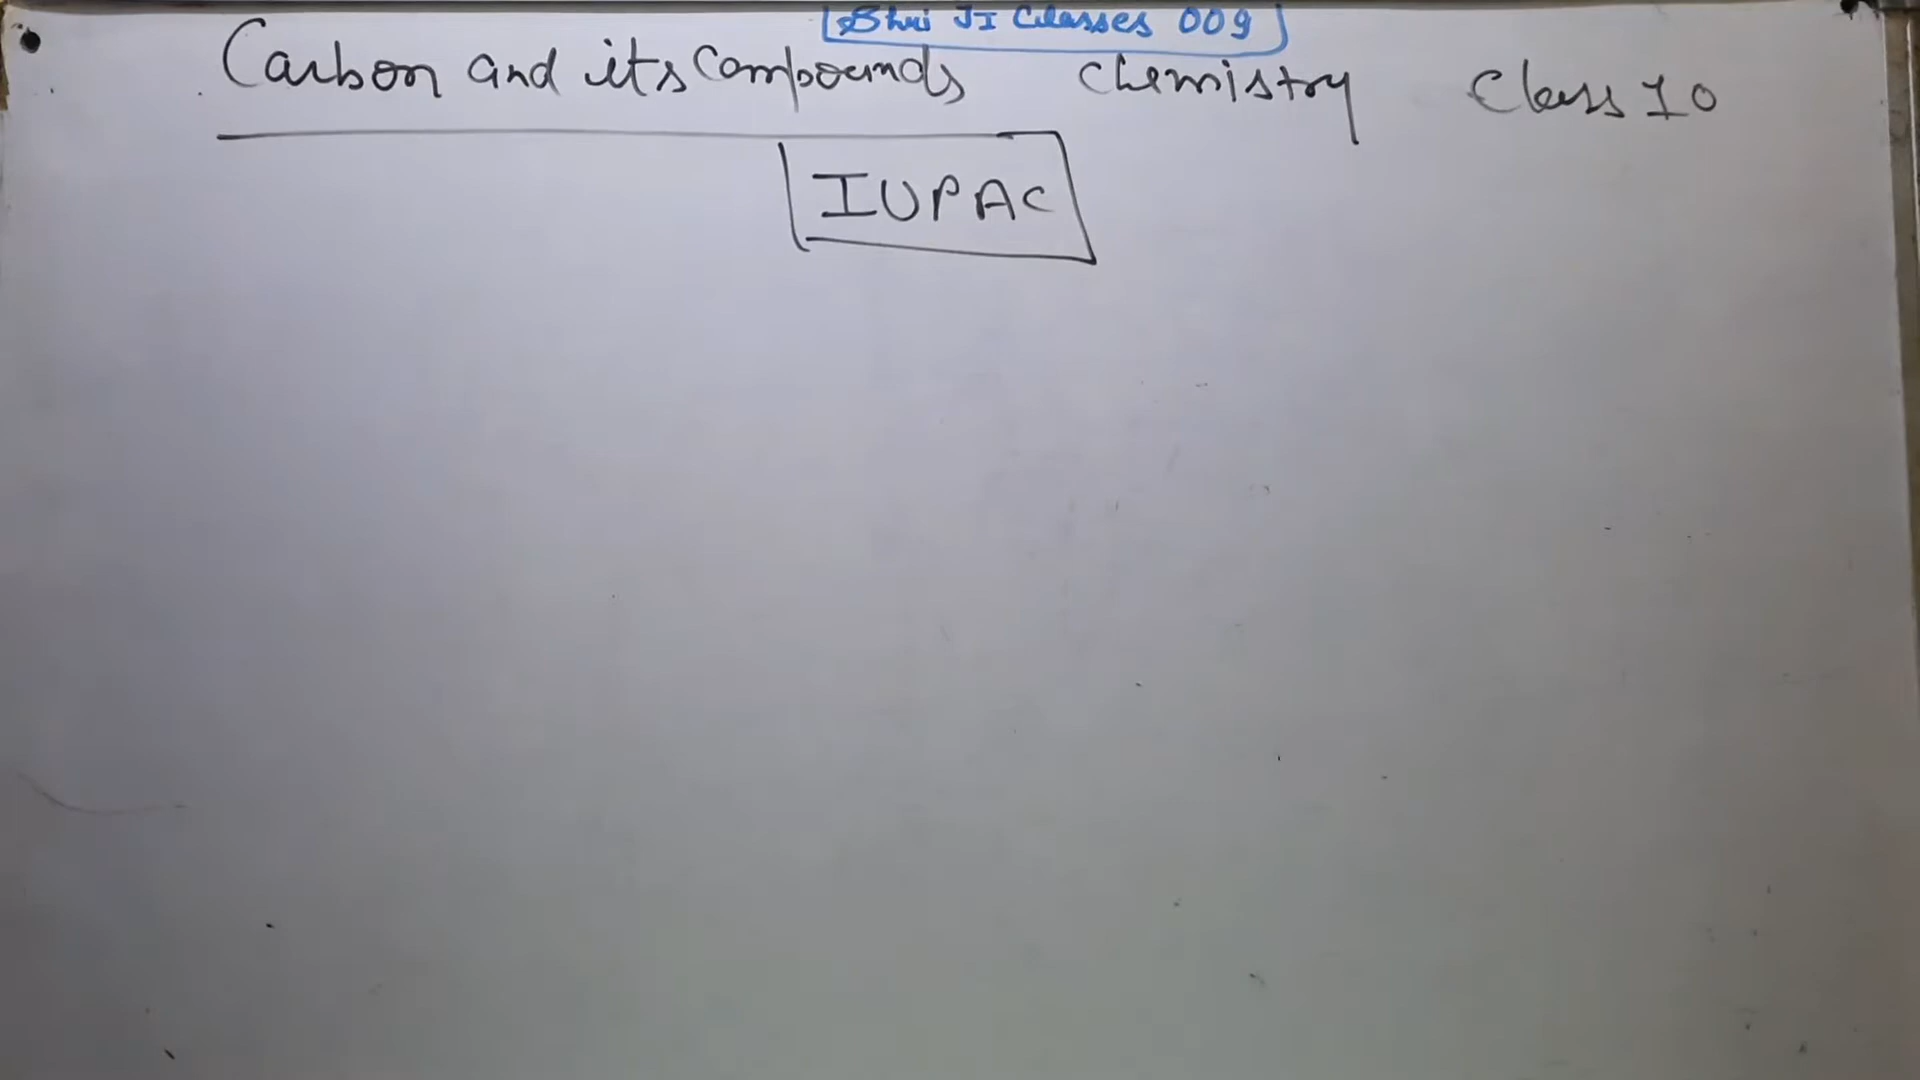 Shri JI Classes 009
Carbon and its Compounds Chemistry Class 10
IUPAC